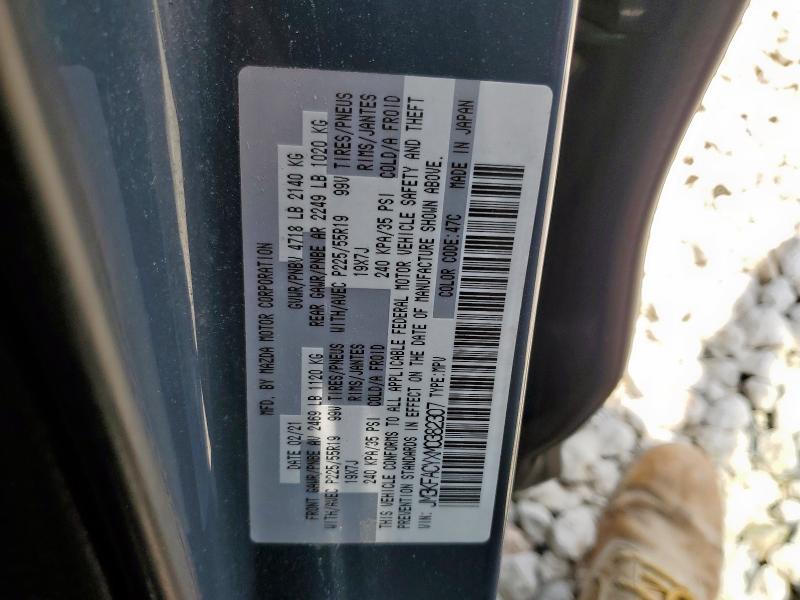 MFD. BY MAZDA MOTOR CORPORATION
DATE 02/21 GVWR/PNBV 4718 LB 2140 KG
FRONT GAWR/PNBE AV 2469 LB 1120 KG REAR GAWR/PNBE AR 2249 LB 1020 KG
WITH/AVEC P225/55R19 99V TIRES/PNEUS WITH/AVEC P225/55R19 99V TIRES/PNEUS
19X7J RIMS/JANTES 19X7J RIMS/JANTES
240 KPA/35 PSI COLD/A FROID 240 KPA/35 PSI COLD/A FROID
THIS VEHICLE CONFORMS TO ALL APPLICABLE FEDERAL MOTOR VEHICLE SAFETY AND THEFT
PREVENTION STANDARDS IN EFFECT ON THE DATE OF MANUFACTURE SHOWN ABOVE.
VIN: JM3KFACYXM0382307 TYPE:MPV COLOR CODE:47C MADE IN JAPAN